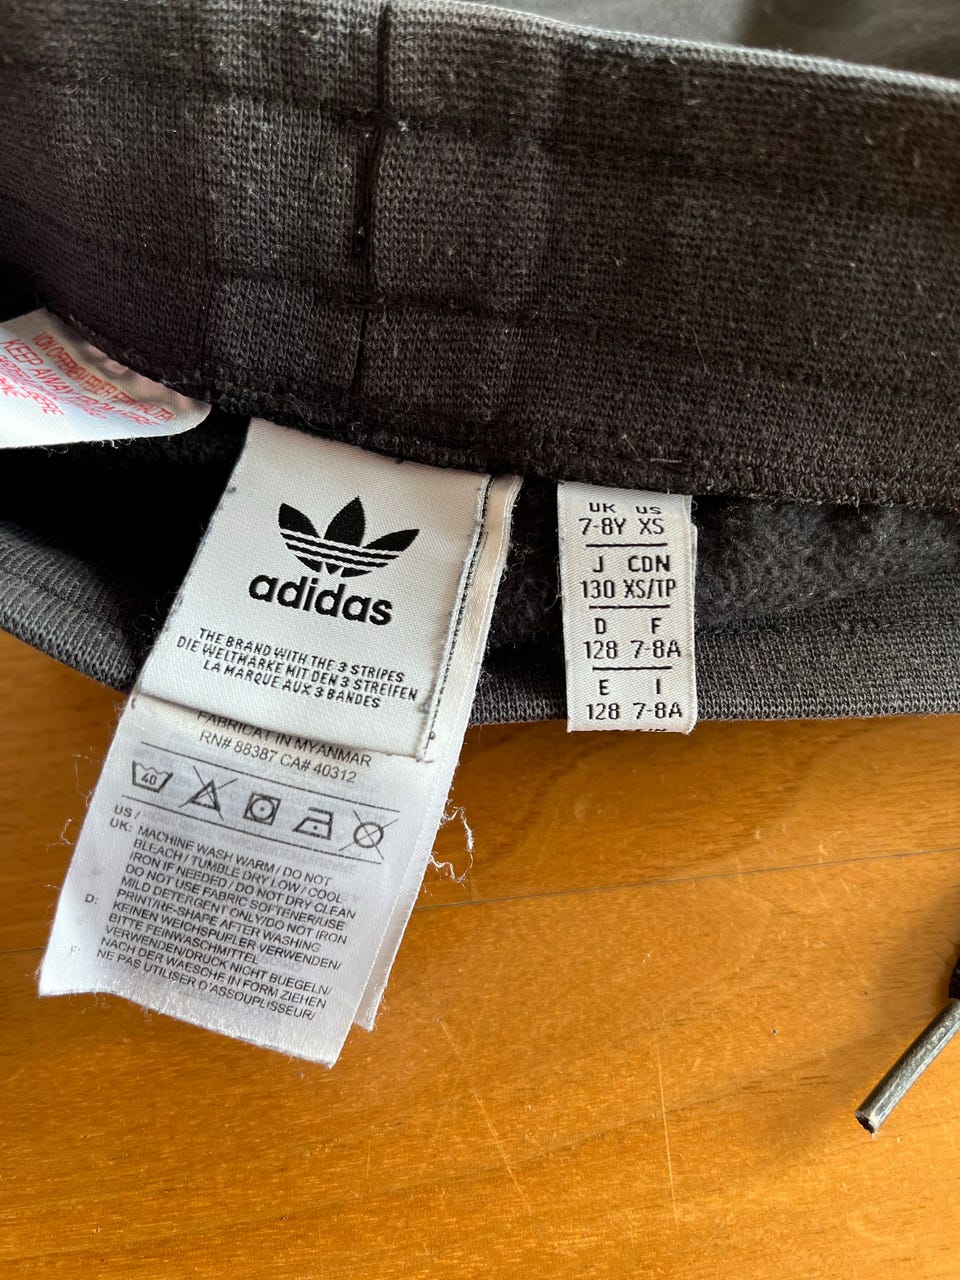 KEEP AWAY
adidas
THE BRAND WITH THE 3 STRIPES
DIE WELTMARKE MIT DEN 3 STREIFEN
LA MARQUE AUX 3 BANDES
FABRICAT IN MYANMAR
RN# 88387 CA# 40312
40
US /
UK: MACHINE WASH WARM / DO NOT
BLEACH / TUMBLE DRY LOW / COOL
IRON IF NEEDED / DO NOT DRY CLEAN
DO NOT USE FABRIC SOFTENER/USE
MILD DETERGENT ONLY/DO NOT IRON
PRINT/RE-SHAPE AFTER WASHING
D: KEINEN WEICHSPüFLER VERWENDEN/
BITTE FEINWASCHMITTEL
VERWENDEN/DRUCK NICHT BUEGELN/
NACH DER WAESCHE IN FORM ZIEHEN
F: NE PAS UTILISER D'ASSOUPLISSEUR/
UK US
7-8Y XS
J CDN
130 XS/TP
D F
128 7-8A
E I
128 7-8A